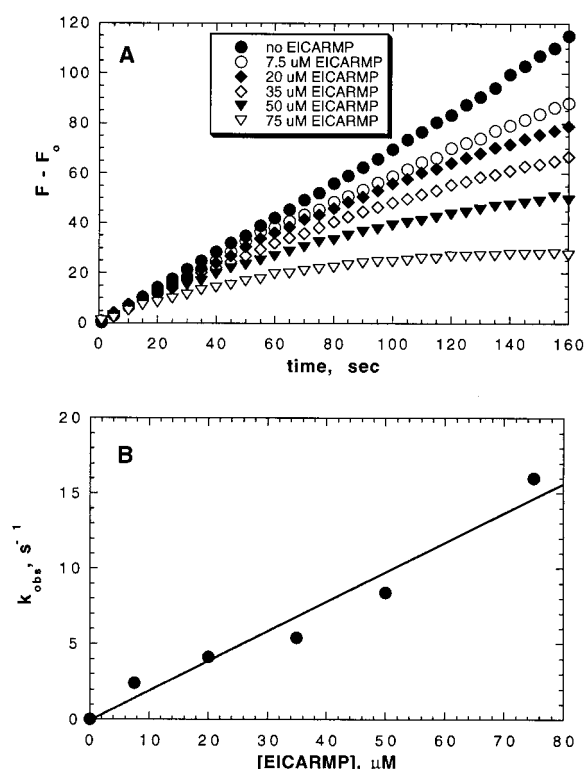 120
100
80
60
40
20
0
F - Fo
A
no EICARMP
7.5 uM EICARMP
20 uM EICARMP
35 uM EICARMP
50 uM EICARMP
75 uM EICARMP
0 20 40 60 80 100 120 140 160
time, sec
20
15
10
5
0
kobs, s-1
B
0 10 20 30 40 50 60 70 80
[EICARMP], μM